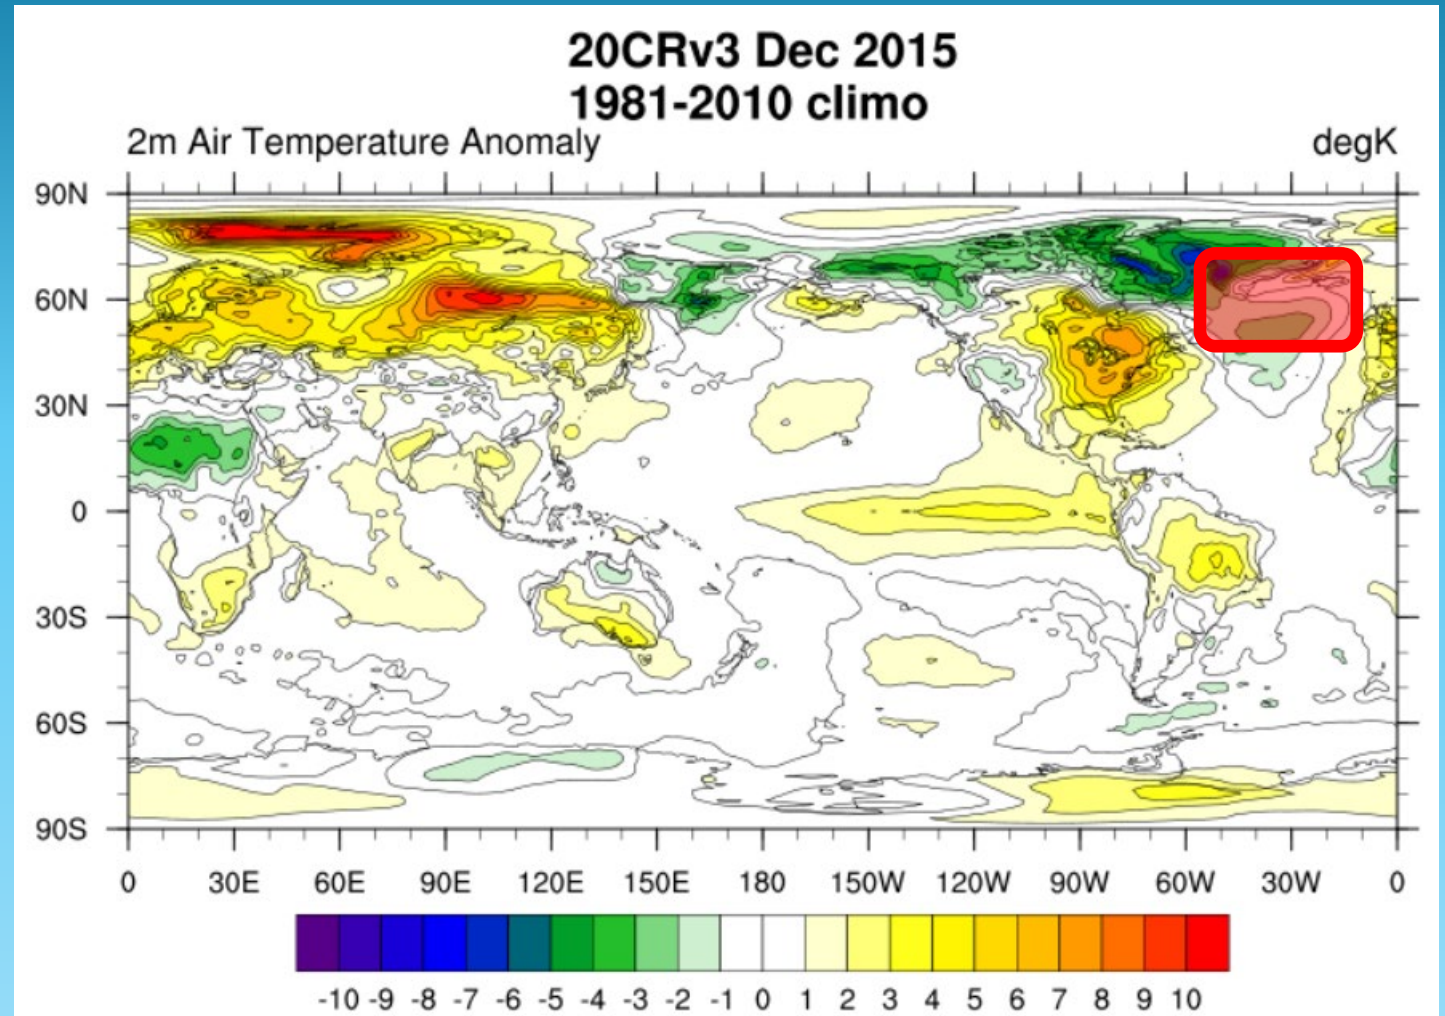 20CRv3 Dec 2015
1981-2010 climo
2m Air Temperature Anomaly degK
90N
60N
30N
0
30S
60S
90S
0 30E 60E 90E 120E 150E 180 150W 120W 90W 60W 30W 0
-10 -9 -8 -7 -6 -5 -4 -3 -2 -1 0 1 2 3 4 5 6 7 8 9 10